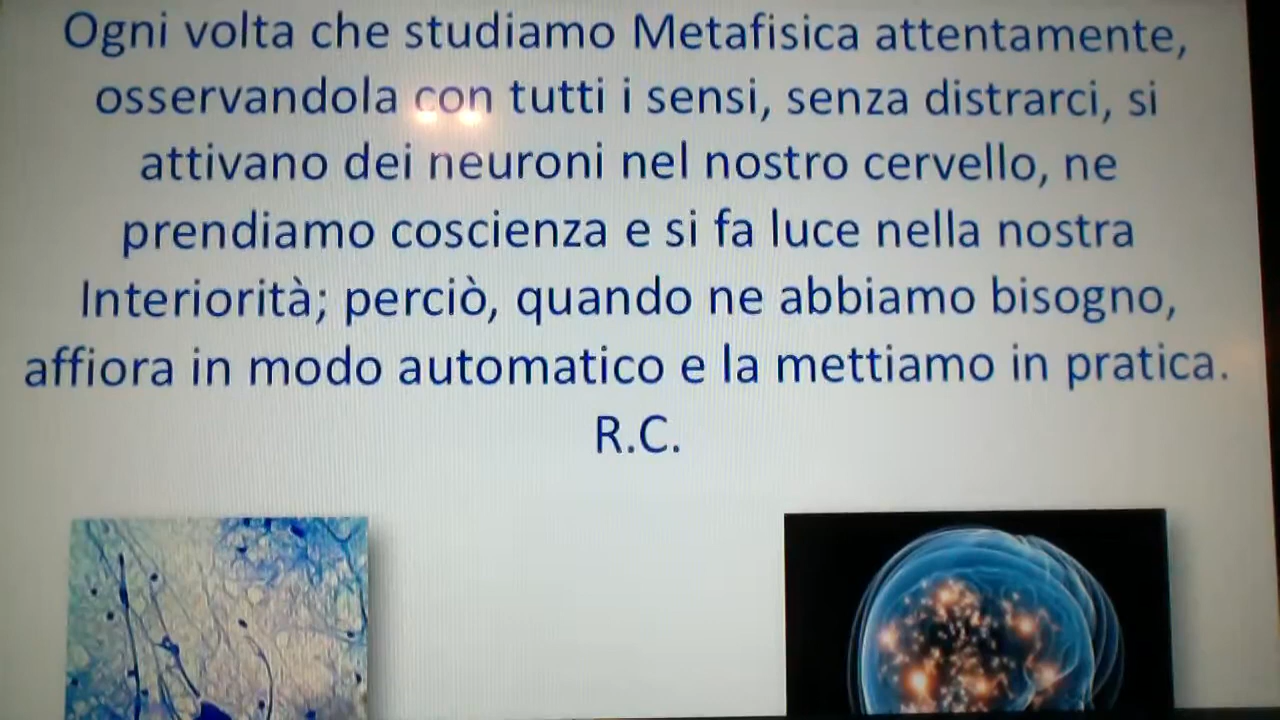 Ogni volta che studiamo Metafisica attentamente,
osservandola con tutti i sensi, senza distrarci, si
attivano dei neuroni nel nostro cervello, ne
prendiamo coscienza e si fa luce nella nostra
Interiorità; perciò, quando ne abbiamo bisogno,
affiora in modo automatico e la mettiamo in pratica.
R.C.